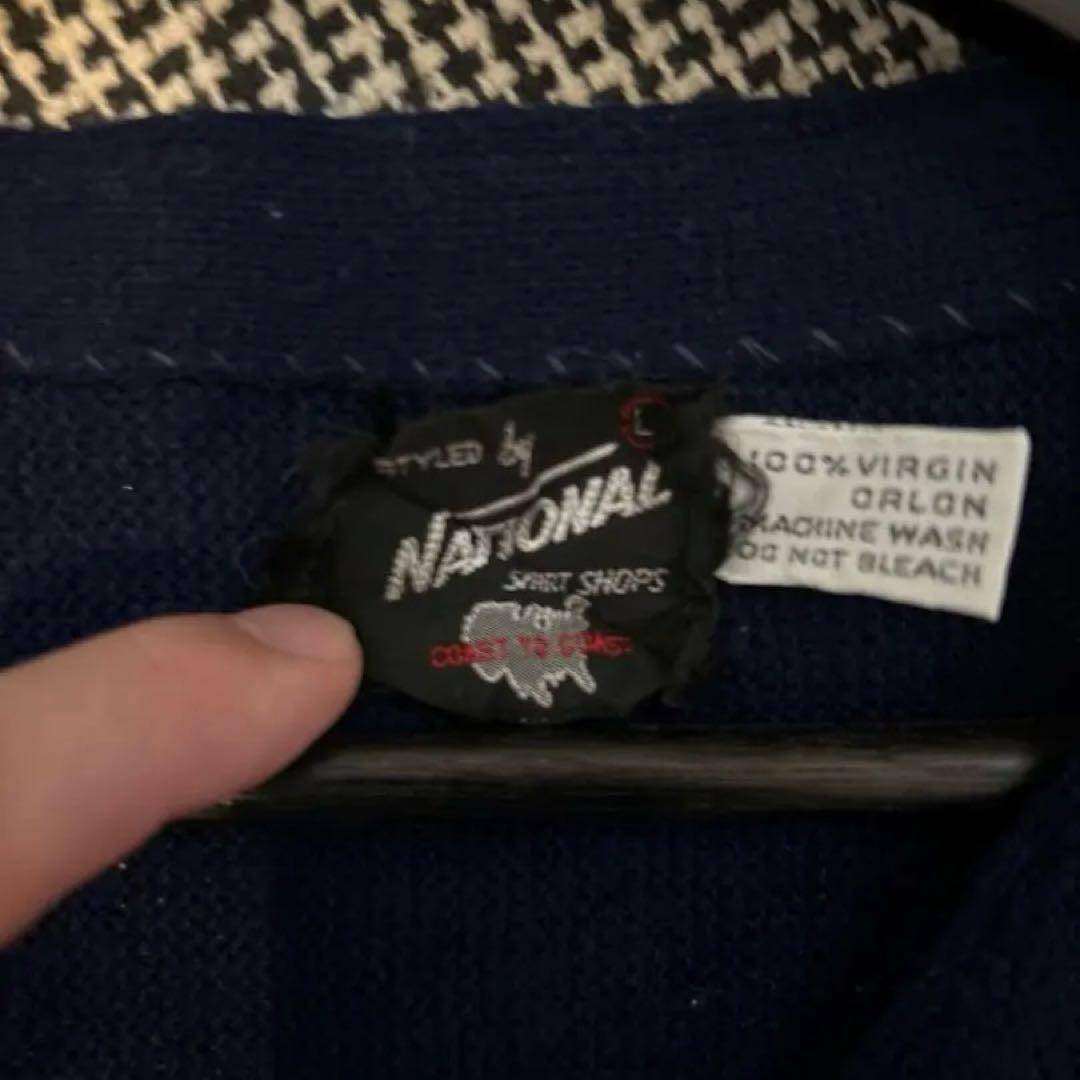 STYLED by
L
NATIONAL
SHIRT SHOPS
COAST TO COAST
100% VIRGIN
ORLON
MACHINE WASH
DO NOT BLEACH